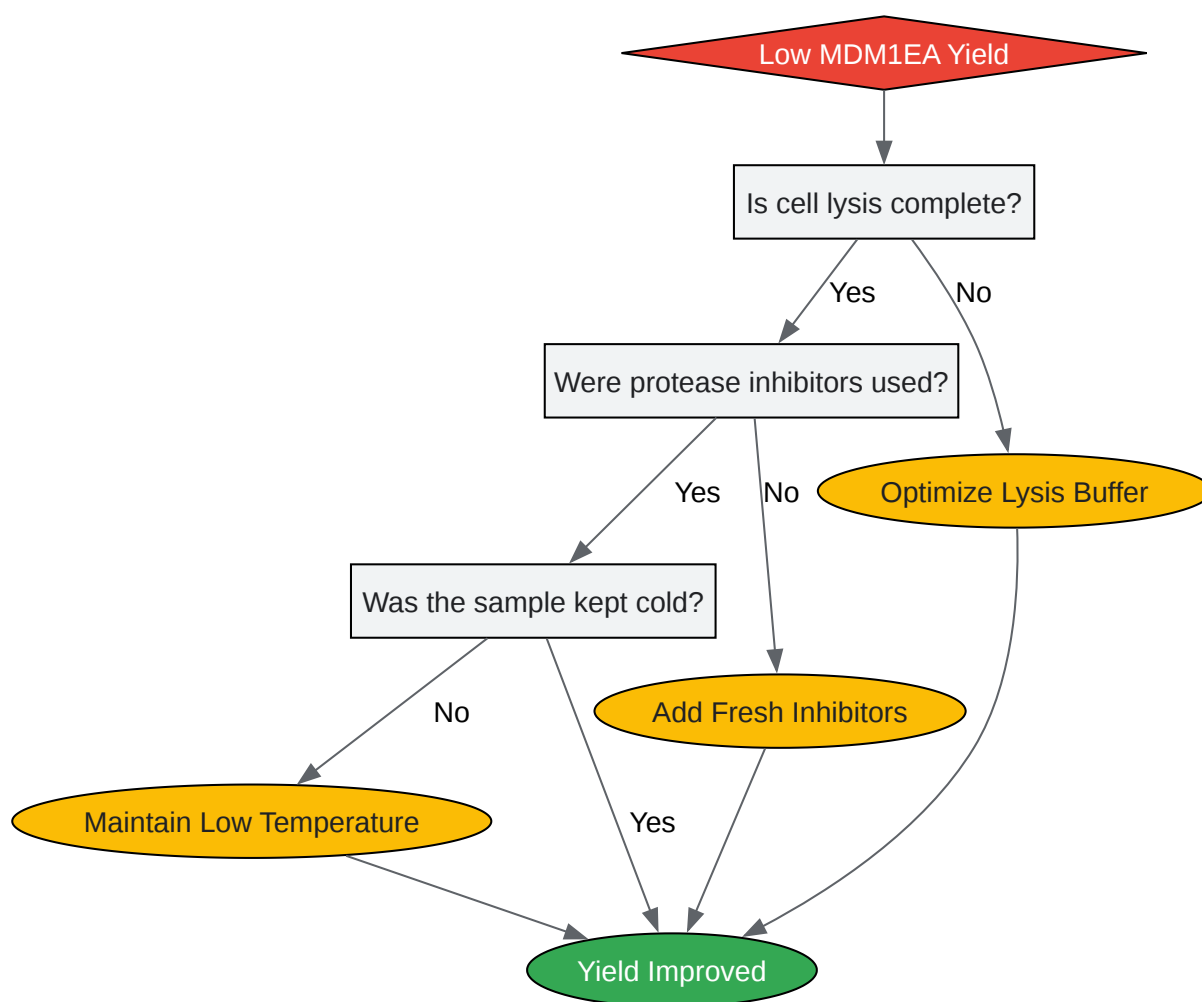 Low MDM1EA Yield
Is cell lysis complete?
Yes
No
Were protease inhibitors used?
Yes
No
Optimize Lysis Buffer
Was the sample kept cold?
No
Add Fresh Inhibitors
Maintain Low Temperature
Yes
Yield Improved